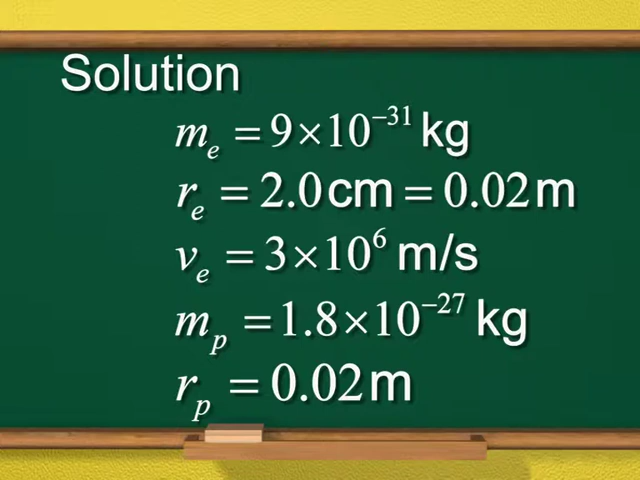 Solution
mₑ = 9×10⁻³¹ kg
rₑ = 2.0 cm = 0.02 m
vₑ = 3×10⁶ m/s
mₚ = 1.8×10⁻²⁷ kg
rₚ = 0.02 m